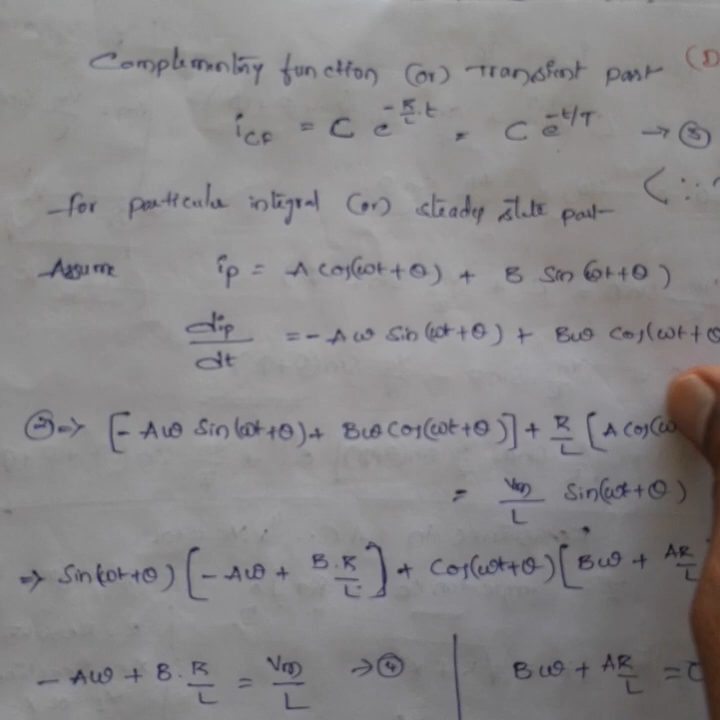 Complementary function (or) Transient part (D
i_CF = C e^{-R/L.t} = C e^{-t/T} → ③
(∵
for particular integral (or) steady state part
Assume i_p = A cos(ωt+θ) + B sin(ωt+θ)
di_p/dt = -Aω sin(ωt+θ) + Bω cos(ωt+θ
②⇒ [-Aω sin(ωt+θ) + Bω cos(ωt+θ)] + R/L [A cos(ω
= Vm/L sin(ωt+θ)
⇒ sin(ωt+θ) [-Aω + B.R/L] + cos(ωt+θ) [Bω + AR/L
-Aω + B.R/L = Vm/L → ④ | Bω + AR/L =